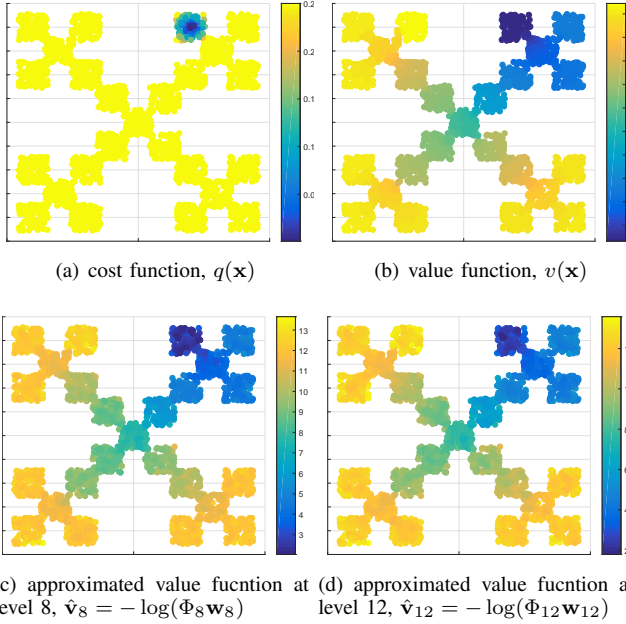 0.2
0.2
0.1
0.1
0.0
(a) cost function, q(x)
(b) value function, v(x)
13
12
11
10
9
8
7
6
5
4
3
c) approximated value fucntion at
evel 8, v̂₈ = − log(Φ₈w₈)
(d) approximated value fucntion a
level 12, v̂₁₂ = − log(Φ₁₂w₁₂)